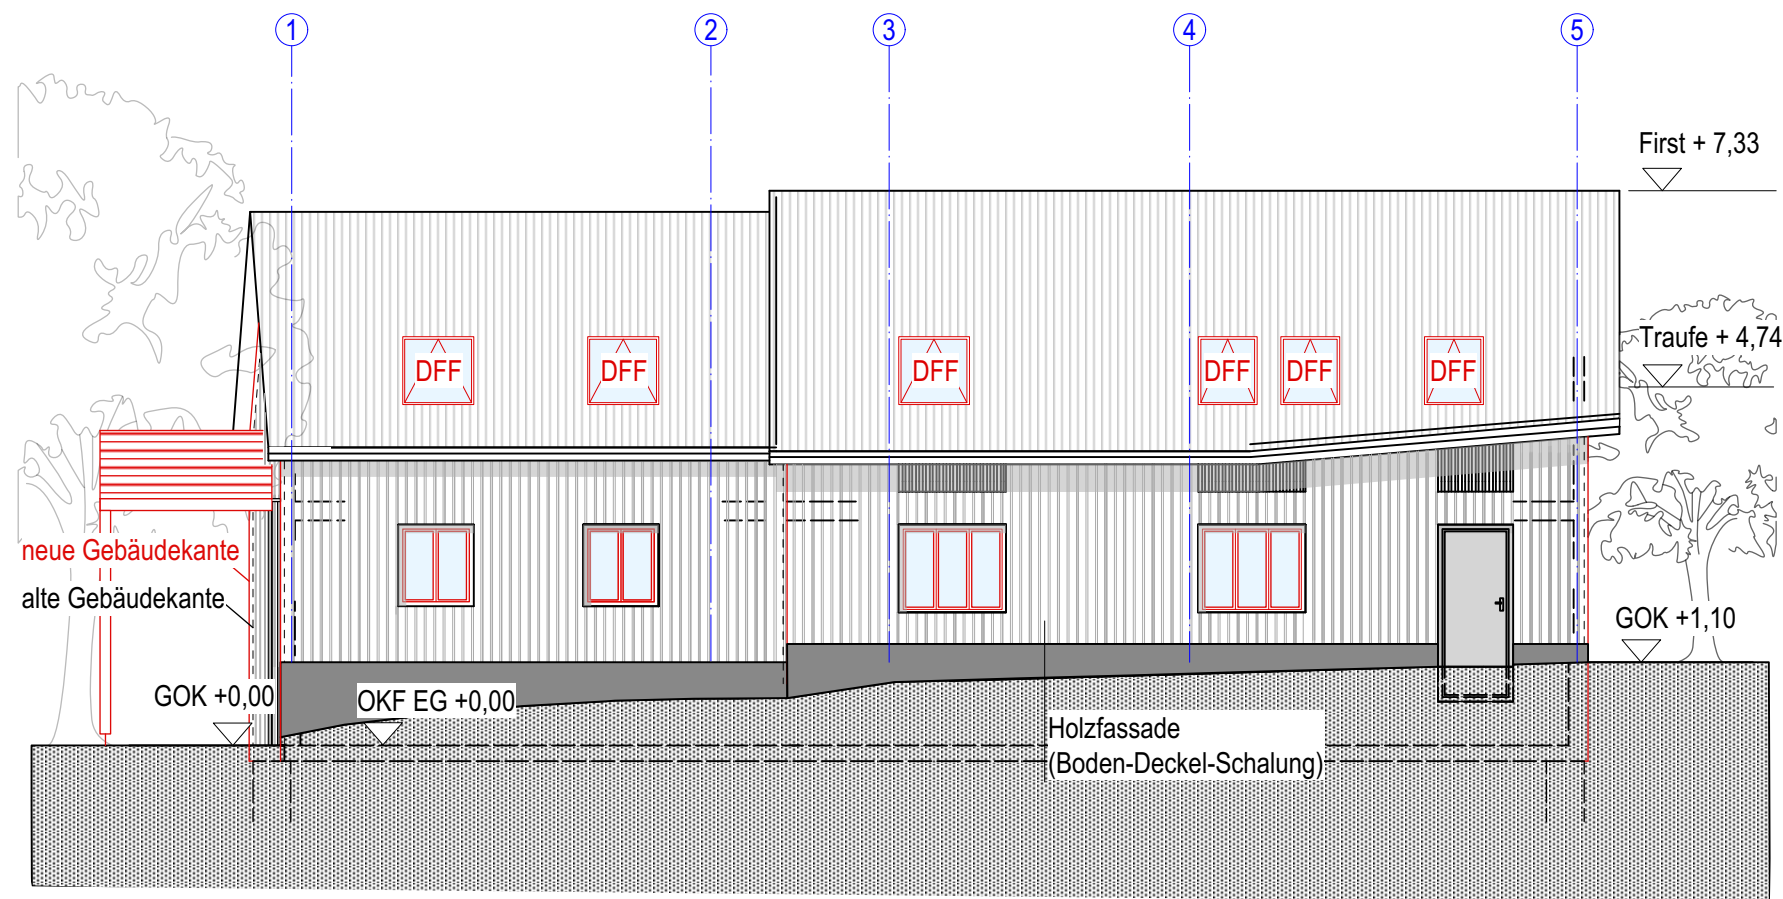 1 2 3 4 5
First + 7,33
Traufe + 4,74
DFF DFF DFF DFF DFF DFF
neue Gebäudekante
alte Gebäudekante
GOK +1,10
GOK +0,00
OKF EG +0,00
Holzfassade
(Boden-Deckel-Schalung)